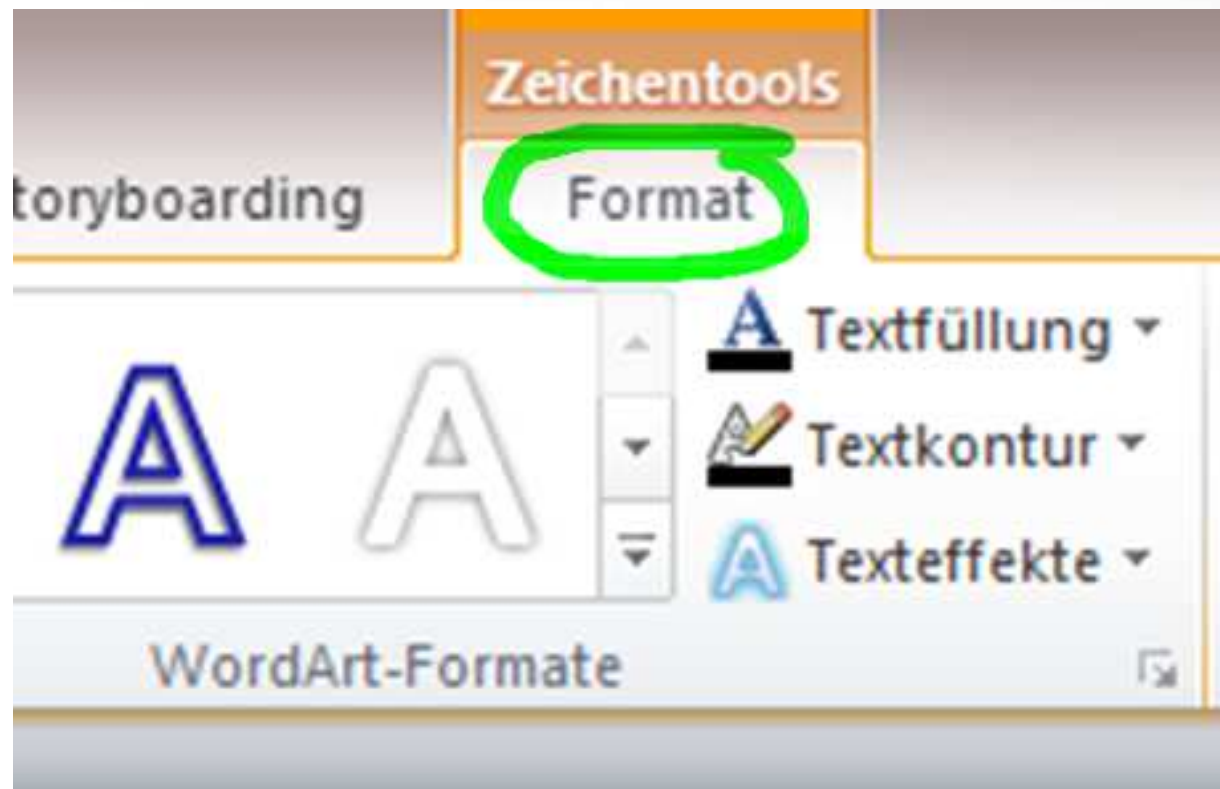 Zeichentools
toryboarding Format
Textfüllung
Textkontur
Texteffekte
WordArt-Formate